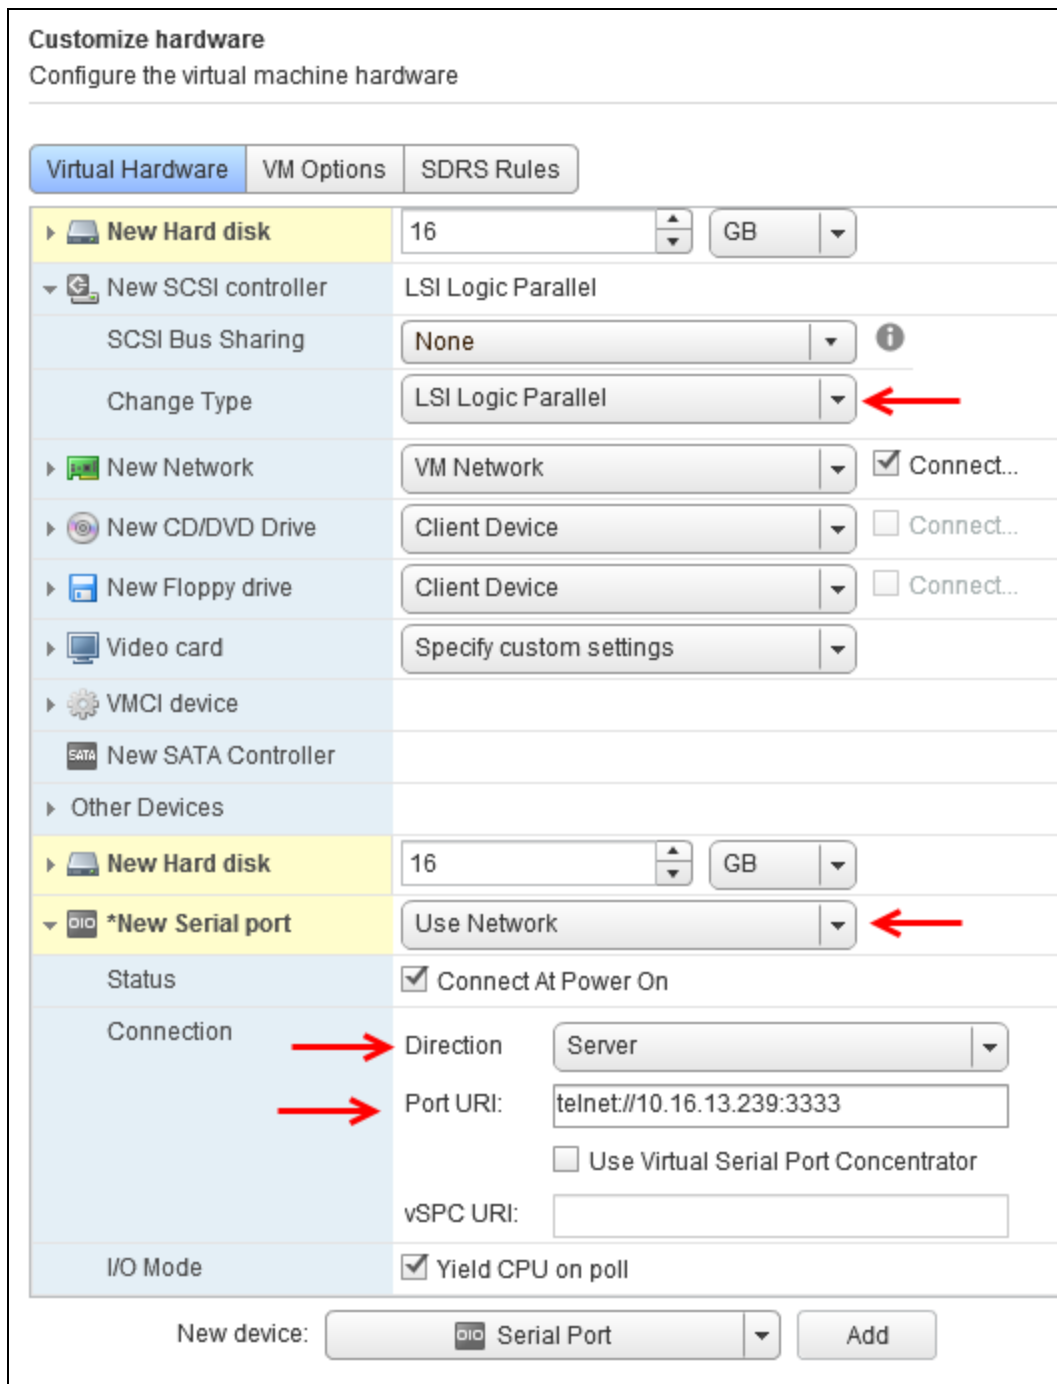 Customize hardware
Configure the virtual machine hardware
Virtual Hardware VM Options SDRS Rules
New Hard disk 16 GB
New SCSI controller LSI Logic Parallel
SCSI Bus Sharing None
Change Type LSI Logic Parallel
New Network VM Network Connect...
New CD/DVD Drive Client Device Connect...
New Floppy drive Client Device Connect...
Video card Specify custom settings
VMCI device
SATA New SATA Controller
Other Devices
New Hard disk 16 GB
*New Serial port Use Network
Status Connect At Power On
Connection Direction Server
Port URI: telnet://10.16.13.239:3333
Use Virtual Serial Port Concentrator
vSPC URI:
I/O Mode Yield CPU on poll
New device: Serial Port Add